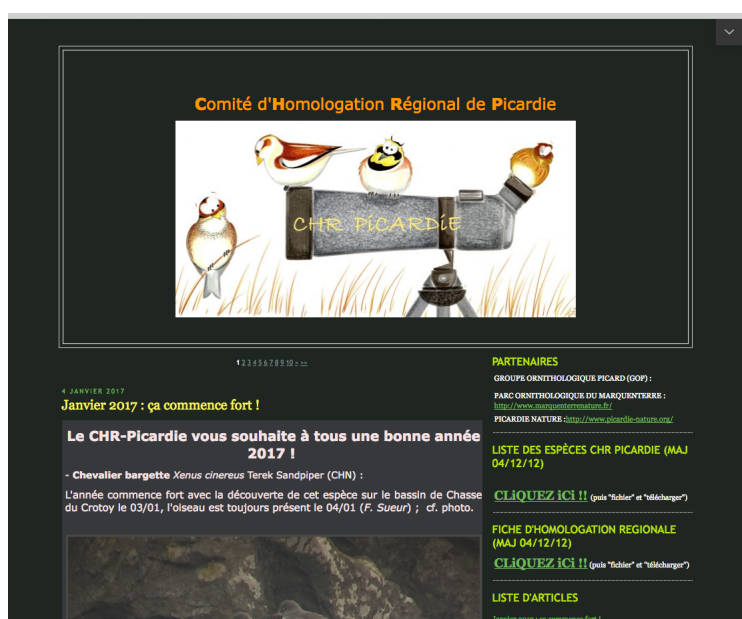 Comité d'Homologation Régional de Picardie
CHR PiCARDiE
1 2 3 4 5 6 7 8 9 10 > >>
4 JANVIER 2017
Janvier 2017 : ça commence fort !
Le CHR-Picardie vous souhaite à tous une bonne année
2017 !
- Chevalier bargette Xenus cinereus Terek Sandpiper (CHN) :
L'année commence fort avec la découverte de cet espèce sur le bassin de Chasse
du Crotoy le 03/01, l'oiseau est toujours présent le 04/01 (F. Sueur) ; cf. photo.
PARTENAIRES
GROUPE ORNITHOLOGIQUE PICARD (GOP) :
PARC ORNITHOLOGIQUE DU MARQUENTERRE :
http://www.marquenterrenature.fr/
PICARDIE NATURE :http://www.picardie-nature.org/
LISTE DES ESPÈCES CHR PICARDIE (MAJ
04/12/12)
CLiQUEZ iCi !! (puis "fichier" et "télécharger")
FICHE D'HOMOLOGATION REGIONALE
(MAJ 04/12/12)
CLiQUEZ iCi !! (puis "fichier" et "télécharger")
LISTE D'ARTICLES
Janvier 2017 : ça commence fort !